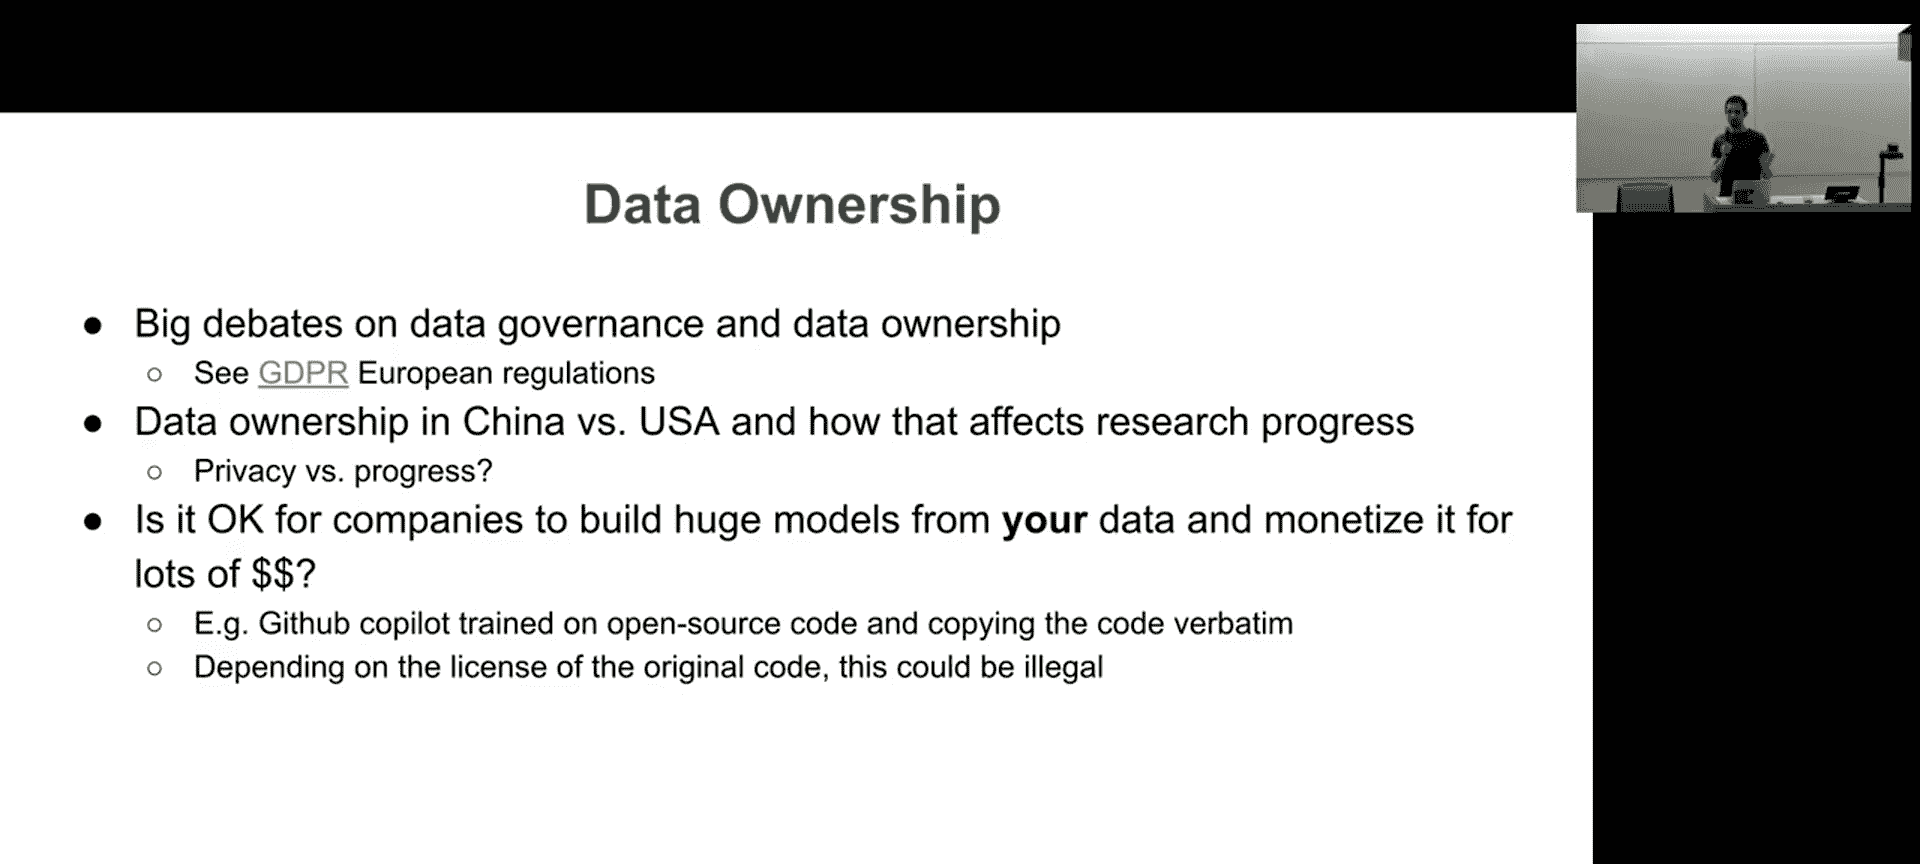 Data Ownership
● Big debates on data governance and data ownership
○ See GDPR European regulations
● Data ownership in China vs. USA and how that affects research progress
○ Privacy vs. progress?
● Is it OK for companies to build huge models from your data and monetize it for
lots of $$?
○ E.g. Github copilot trained on open-source code and copying the code verbatim
○ Depending on the license of the original code, this could be illegal